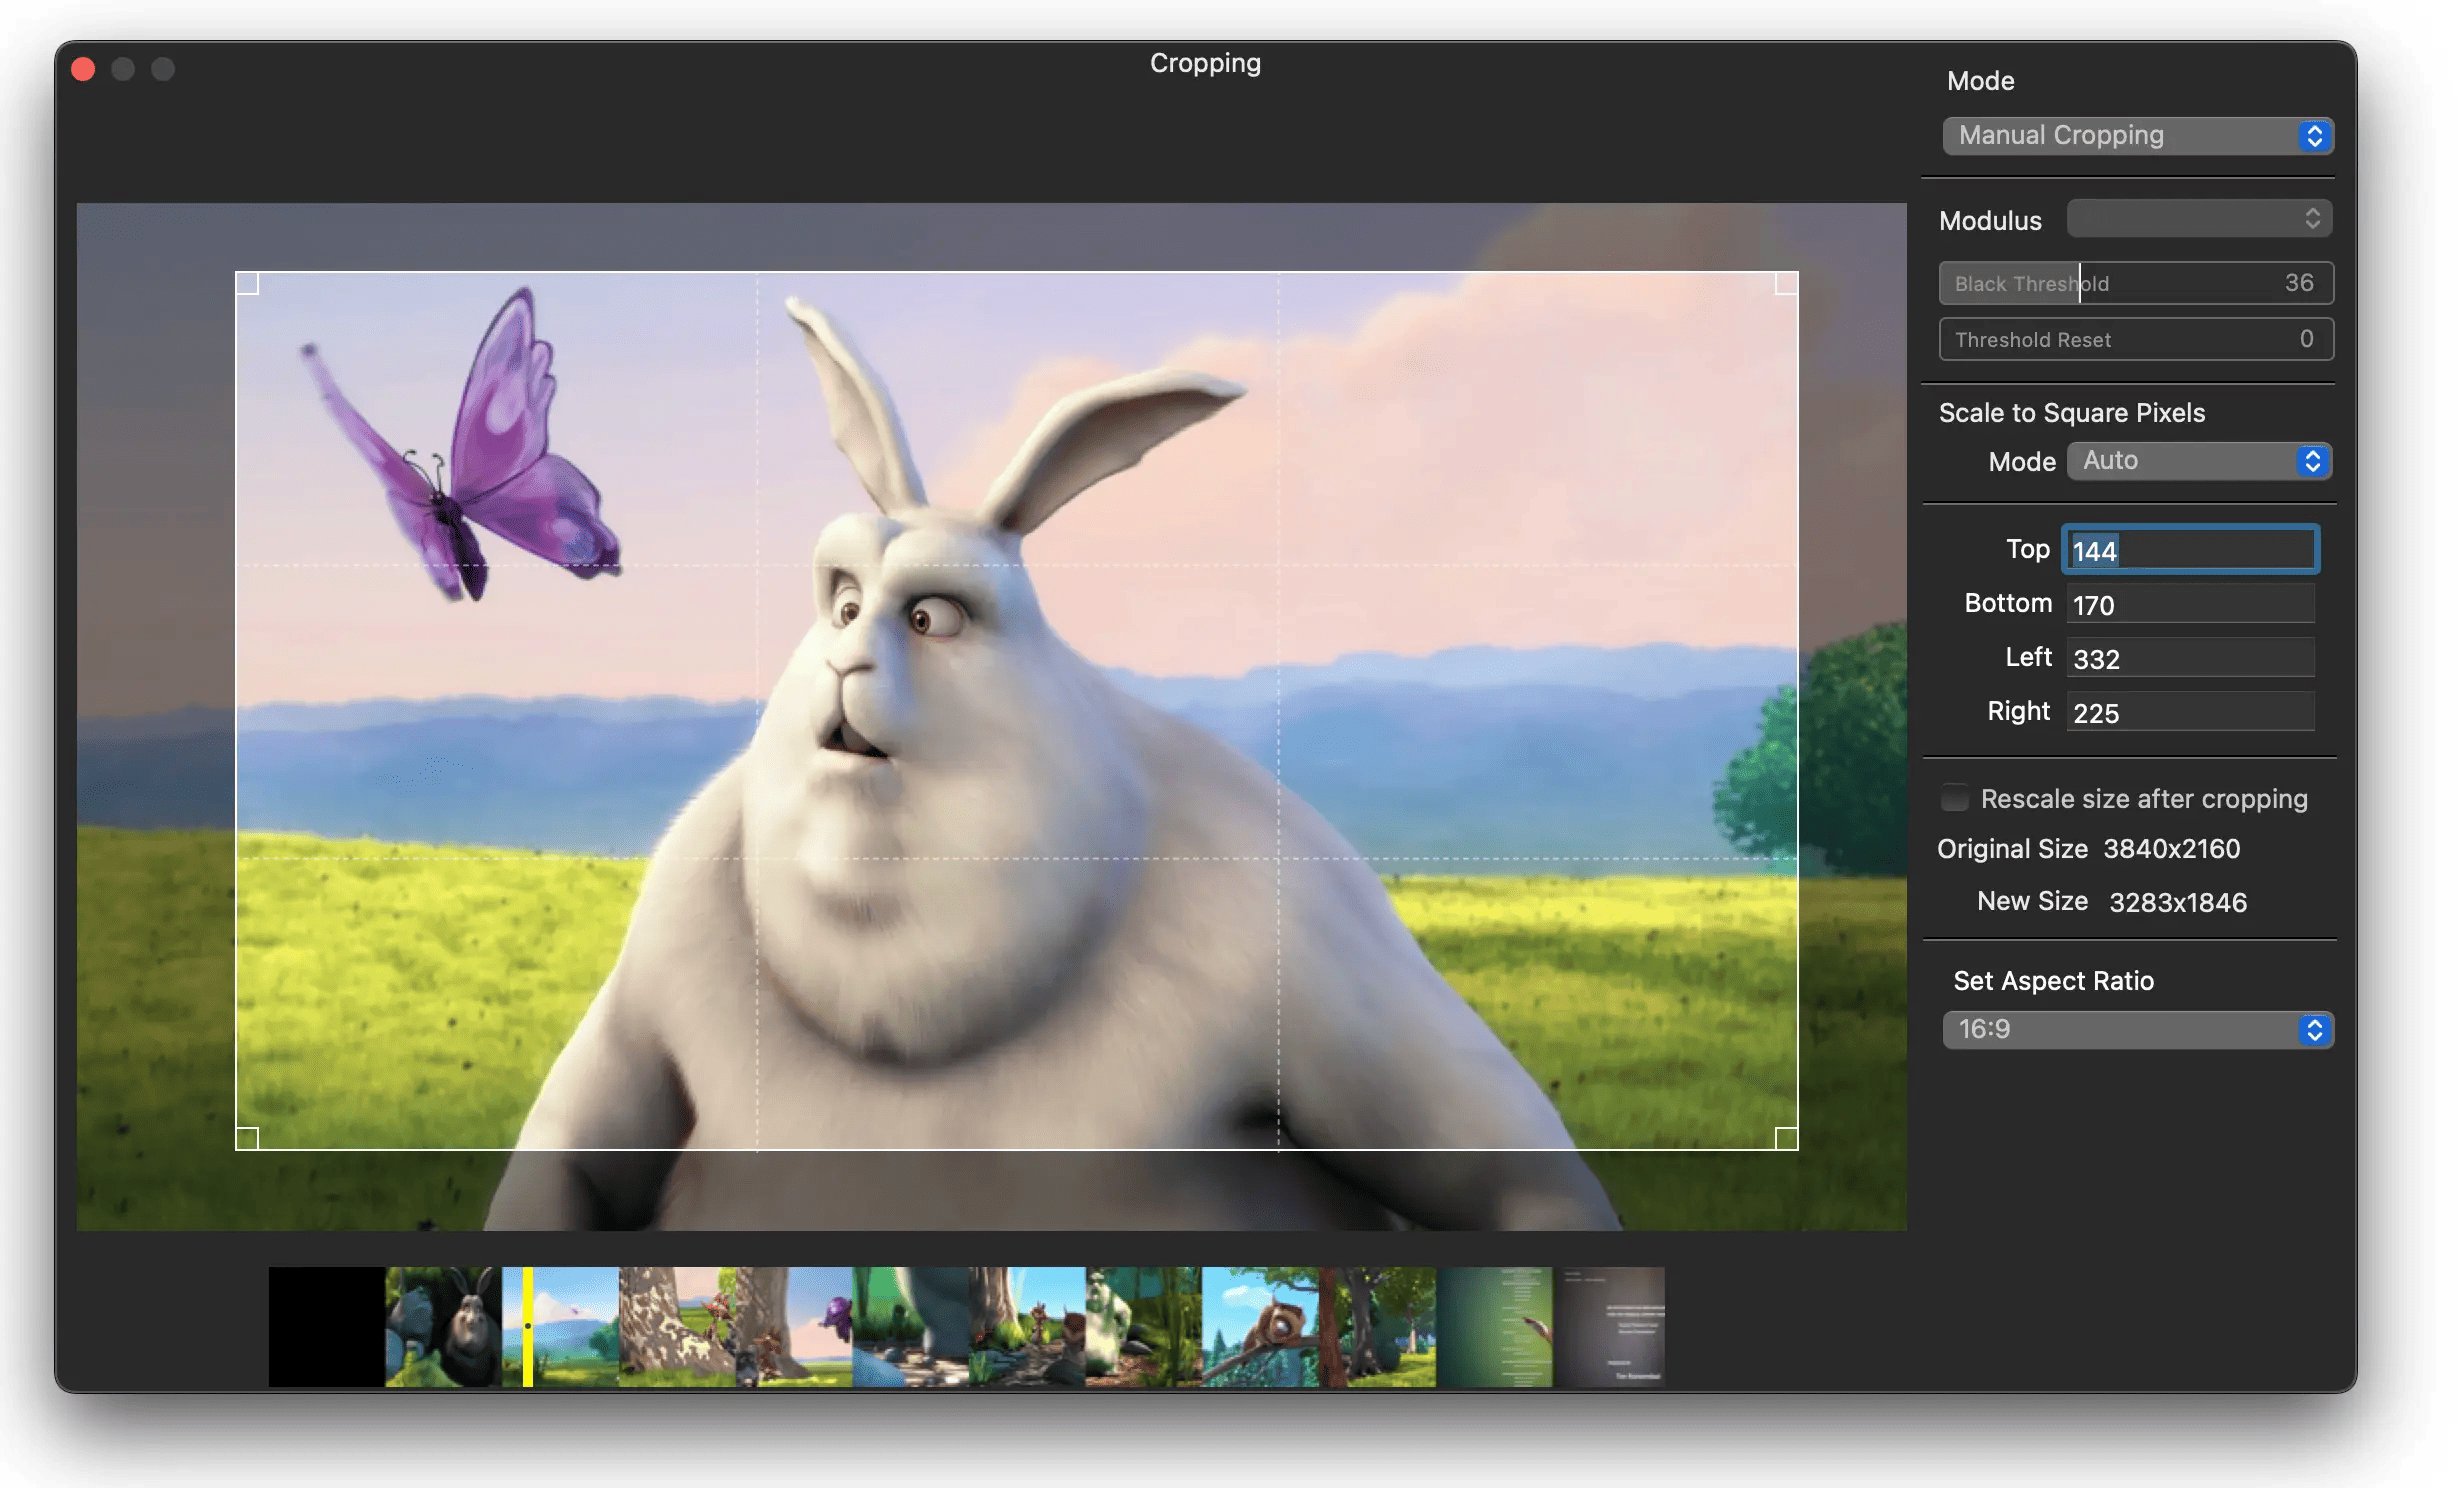 Cropping
Mode
Manual Cropping
Modulus
Black Threshold 36
Threshold Reset 0
Scale to Square Pixels
Mode Auto
Top 144
Bottom 170
Left 332
Right 225
Rescale size after cropping
Original Size 3840x2160
New Size 3283x1846
Set Aspect Ratio
16:9